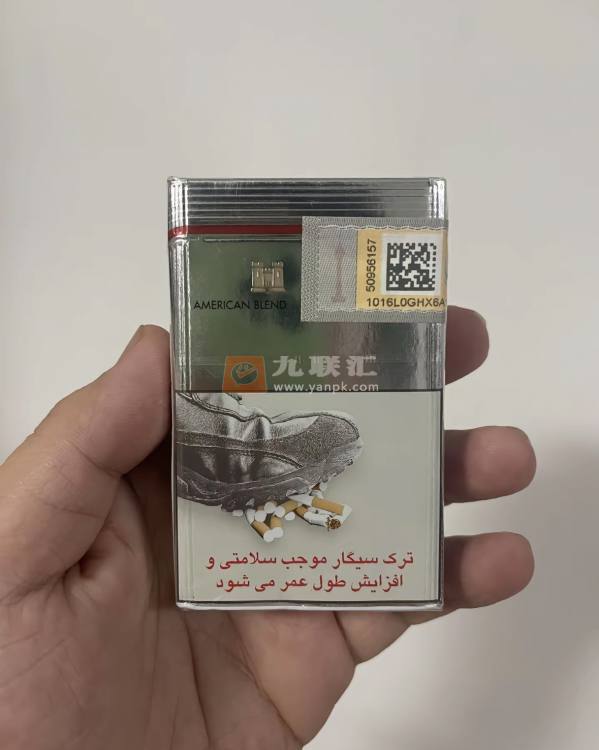 50956157
1016L0GHX6A
AMERICAN BLEND
九联汇
www.yanpk.com
ترک سیگار موجب سلامتی و
افزایش طول عمر می شود